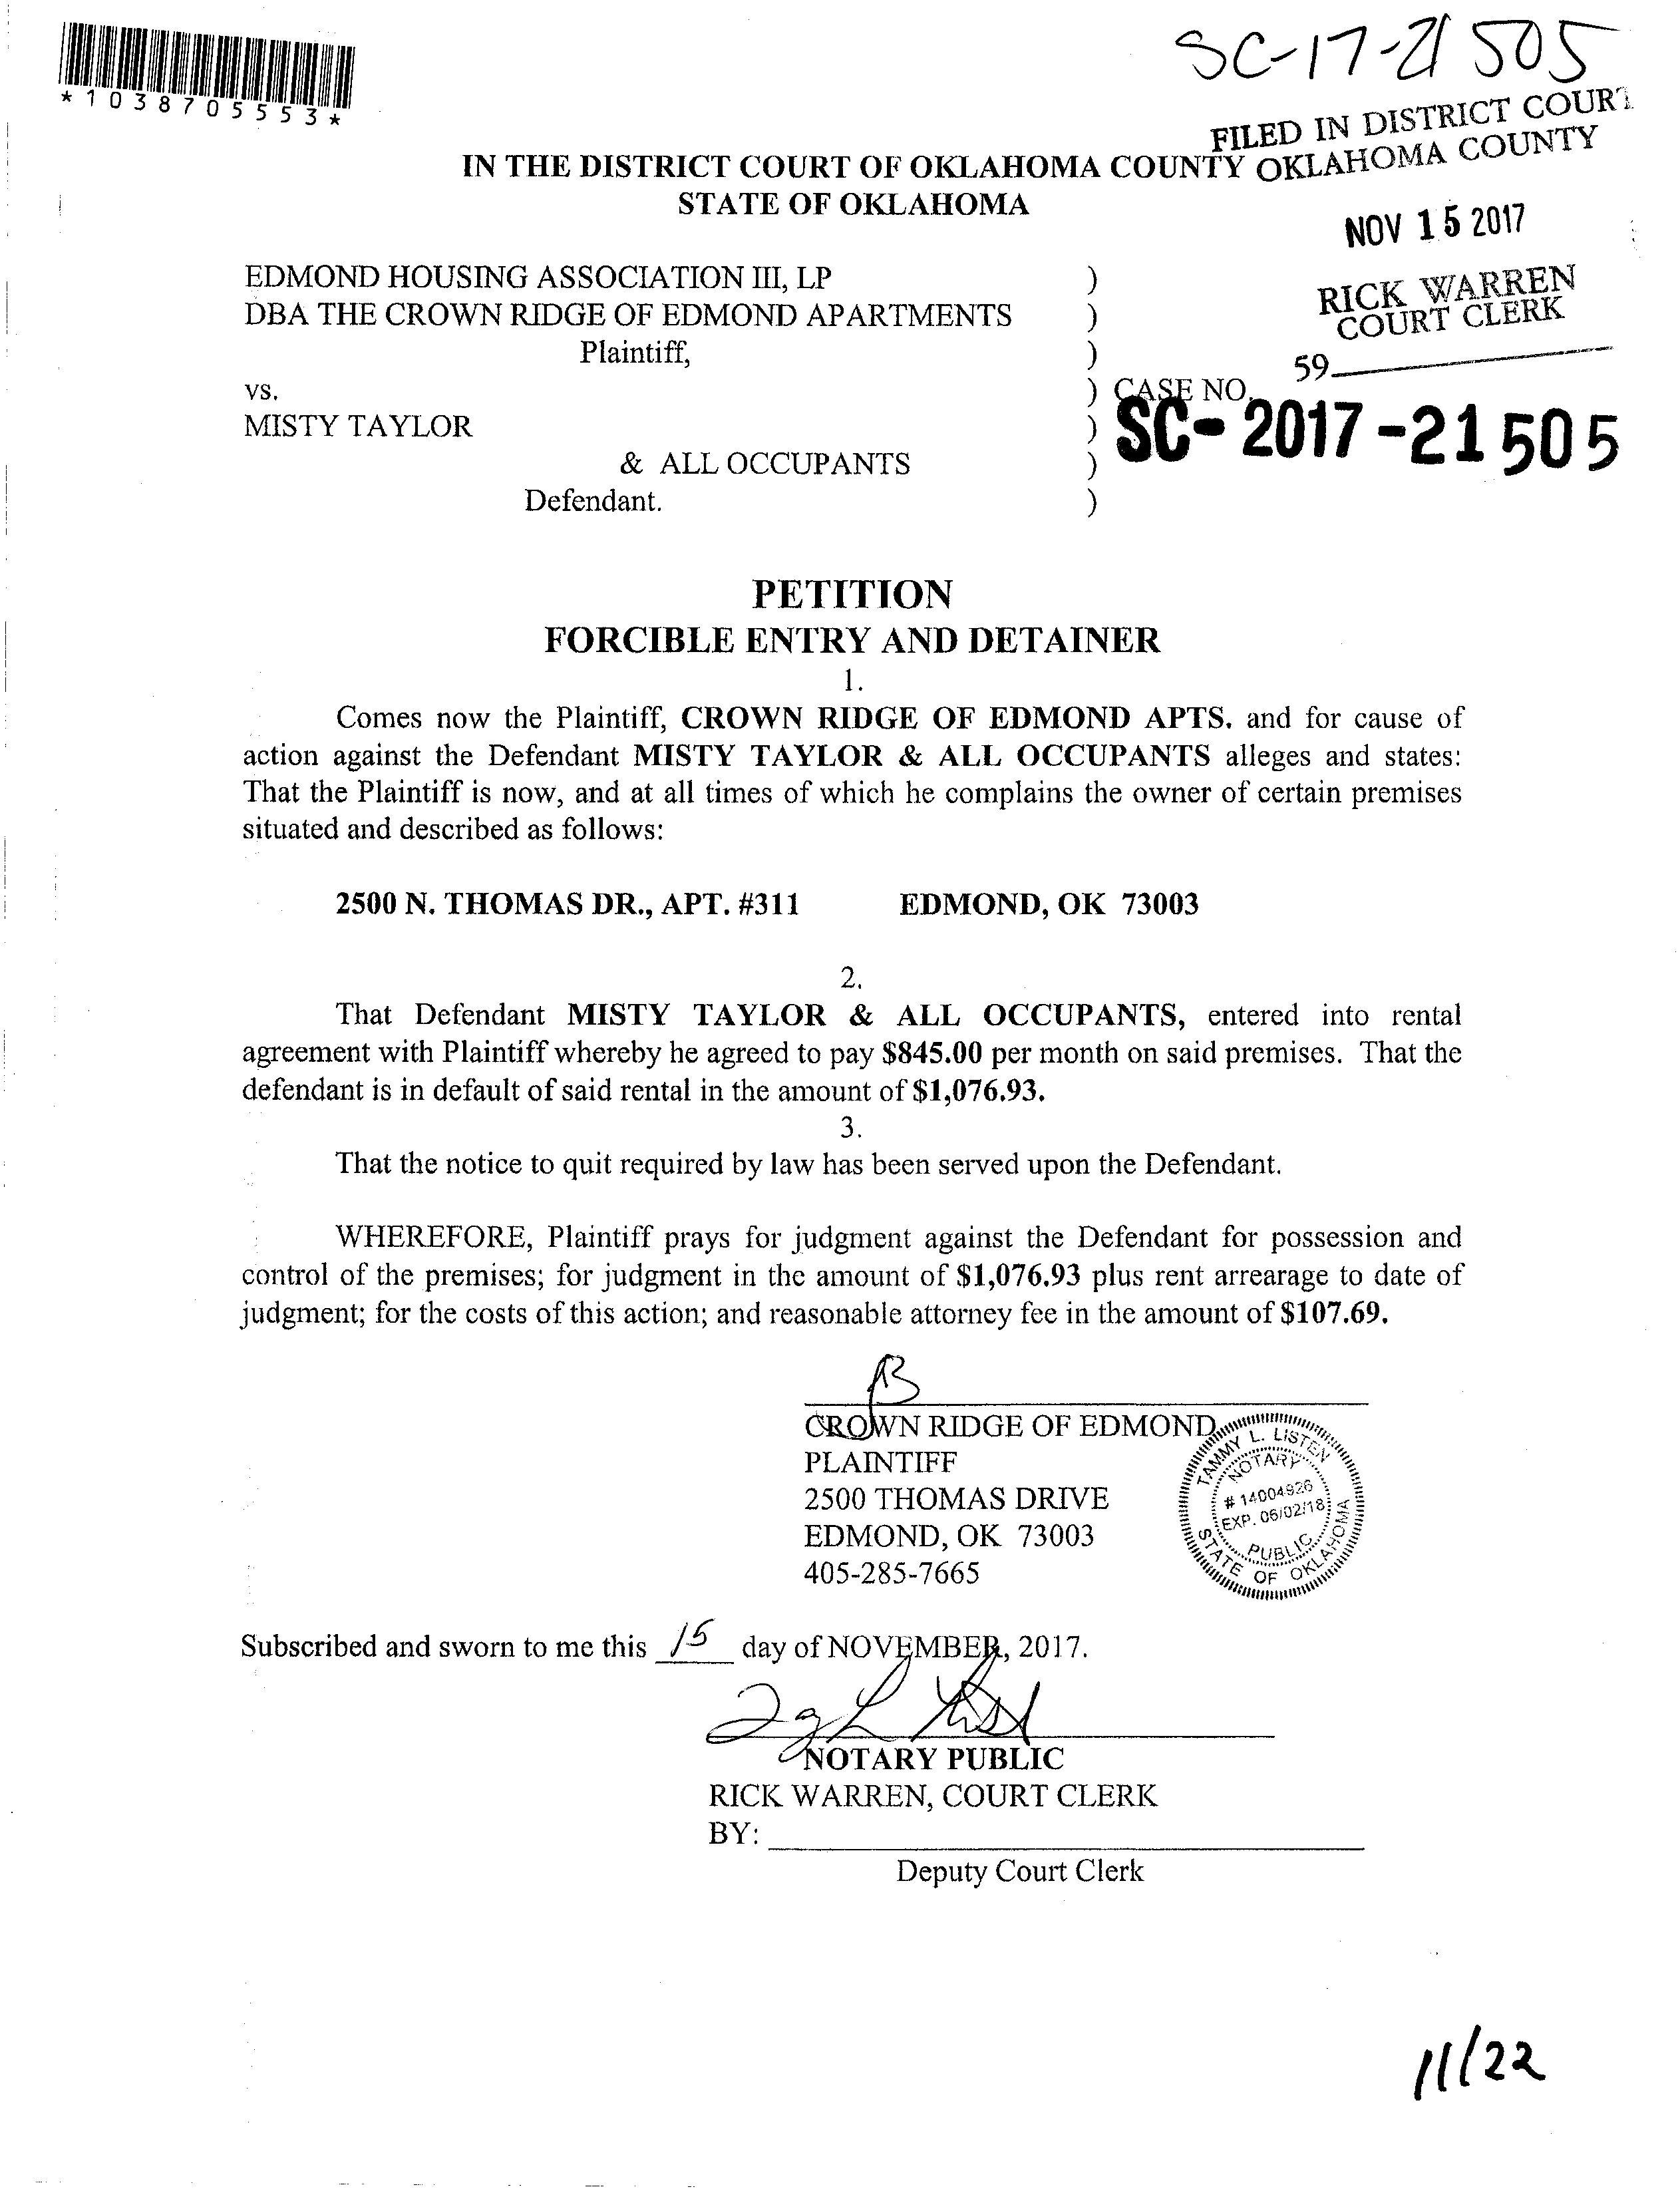 *1038705553*
SC-17-21505
FILED IN DISTRICT COURT
OKLAHOMA COUNTY
IN THE DISTRICT COURT OF OKLAHOMA COUNTY
STATE OF OKLAHOMA
NOV 15 2017
RICK WARREN
COURT CLERK
59
EDMOND HOUSING ASSOCIATION III, LP )
DBA THE CROWN RIDGE OF EDMOND APARTMENTS )
Plaintiff, )
vs. ) CASE NO.
SC-2017-21505
MISTY TAYLOR )
& ALL OCCUPANTS )
Defendant. )
PETITION
FORCIBLE ENTRY AND DETAINER
1.
Comes now the Plaintiff, CROWN RIDGE OF EDMOND APTS. and for cause of
action against the Defendant MISTY TAYLOR & ALL OCCUPANTS alleges and states:
That the Plaintiff is now, and at all times of which he complains the owner of certain premises
situated and described as follows:
2500 N. THOMAS DR., APT. #311 EDMOND, OK 73003
2.
That Defendant MISTY TAYLOR & ALL OCCUPANTS, entered into rental
agreement with Plaintiff whereby he agreed to pay $845.00 per month on said premises. That the
defendant is in default of said rental in the amount of $1,076.93.
3.
That the notice to quit required by law has been served upon the Defendant.
WHEREFORE, Plaintiff prays for judgment against the Defendant for possession and
control of the premises; for judgment in the amount of $1,076.93 plus rent arrearage to date of
judgment; for the costs of this action; and reasonable attorney fee in the amount of $107.69.
CROWN RIDGE OF EDMOND
PLAINTIFF
2500 THOMAS DRIVE
EDMOND, OK 73003
405-285-7665
TAMMY L. LISTEN
NOTARY
# 14004926
EXP. 06/02/18
PUBLIC
STATE OF OKLAHOMA
Subscribed and sworn to me this 15 day of NOVEMBER, 2017.
NOTARY PUBLIC
RICK WARREN, COURT CLERK
BY:
Deputy Court Clerk
11/22